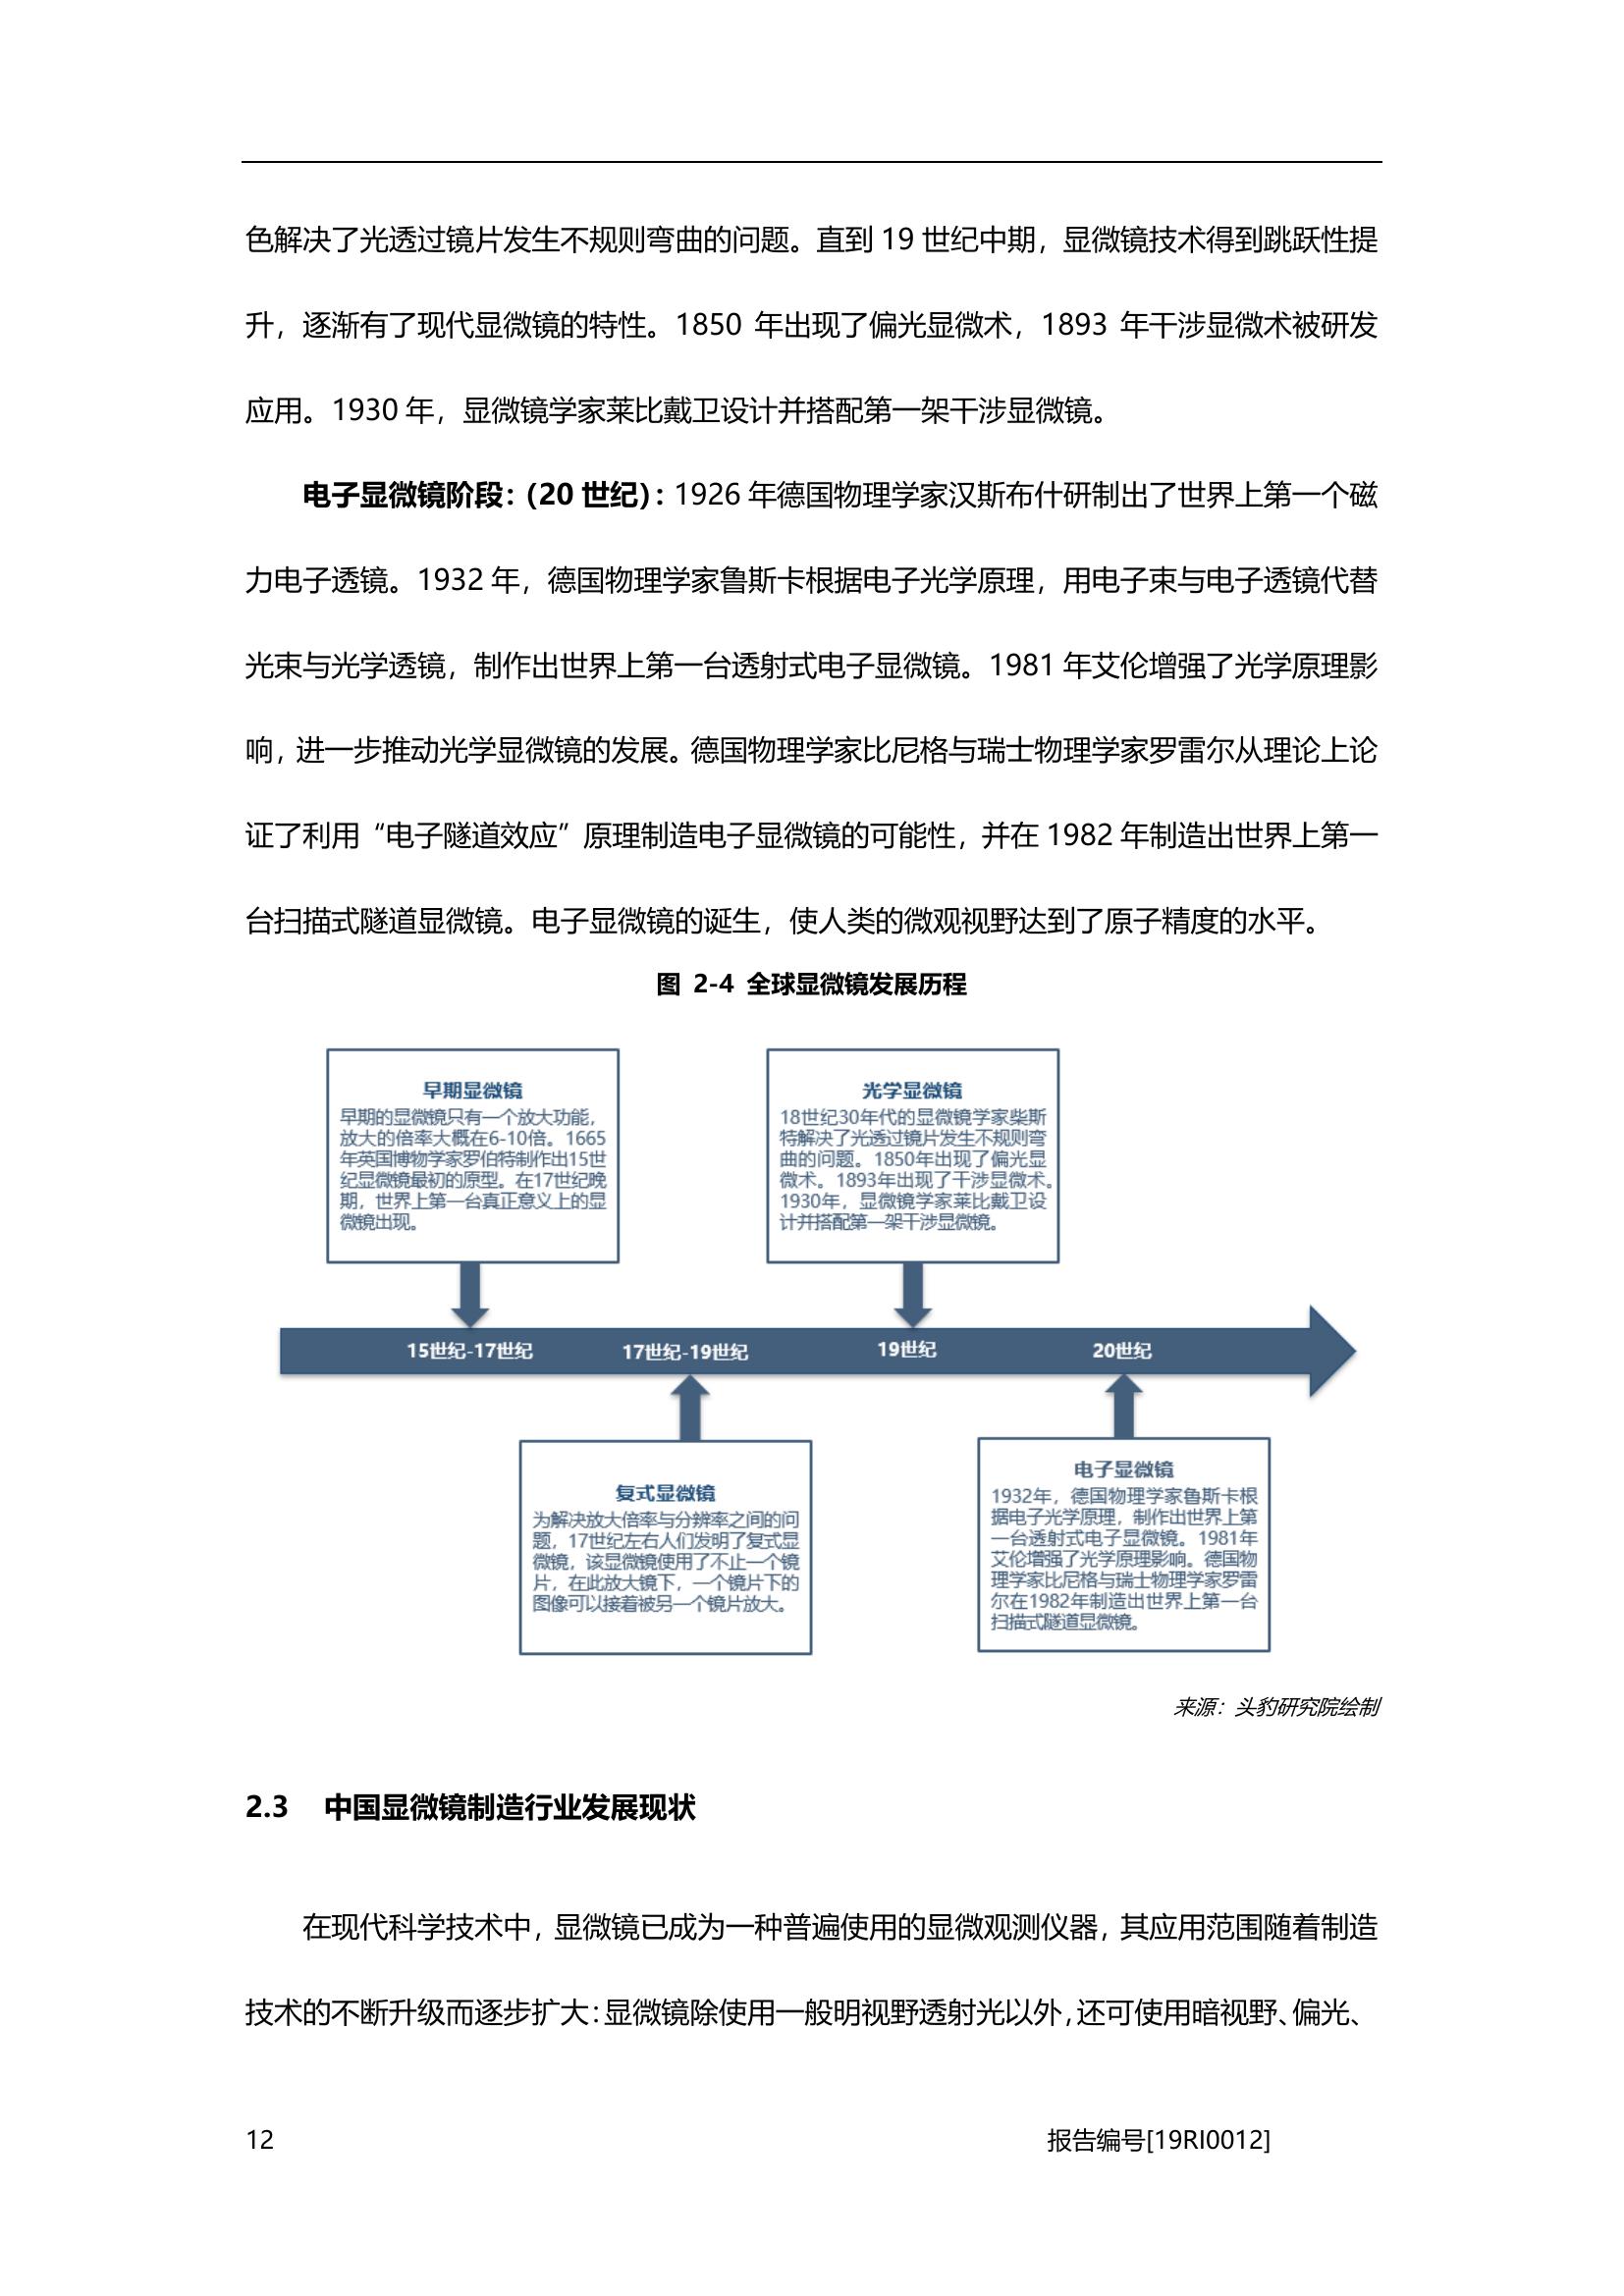 色解决了光透过镜片发生不规则弯曲的问题。直到 19 世纪中期，显微镜技术得到跳跃性提
升，逐渐有了现代显微镜的特性。1850 年出现了偏光显微术，1893 年干涉显微术被研发
应用。1930 年，显微镜学家莱比戴卫设计并搭配第一架干涉显微镜。
电子显微镜阶段：（20 世纪）：1926 年德国物理学家汉斯布什研制出了世界上第一个磁
力电子透镜。1932 年，德国物理学家鲁斯卡根据电子光学原理，用电子束与电子透镜代替
光束与光学透镜，制作出世界上第一台透射式电子显微镜。1981 年艾伦增强了光学原理影
响，进一步推动光学显微镜的发展。德国物理学家比尼格与瑞士物理学家罗雷尔从理论上论
证了利用“电子隧道效应”原理制造电子显微镜的可能性，并在 1982 年制造出世界上第一
台扫描式隧道显微镜。电子显微镜的诞生，使人类的微观视野达到了原子精度的水平。
图 2-4 全球显微镜发展历程
早期显微镜
早期的显微镜只有一个放大功能，
放大的倍率大概在6-10倍。1665
年英国博物学家罗伯特制作出15世
纪显微镜最初的原型。在17世纪晚
期，世界上第一台真正意义上的显
微镜出现。
光学显微镜
18世纪30年代的显微镜学家柴斯
特解决了光透过镜片发生不规则弯
曲的问题。1850年出现了偏光显
微术。1893年出现了干涉显微术。
1930年，显微镜学家莱比戴卫设
计并搭配第一架干涉显微镜。
15世纪-17世纪
17世纪-19世纪
19世纪
20世纪
复式显微镜
为解决放大倍率与分辨率之间的问
题，17世纪左右人们发明了复式显
微镜，该显微镜使用了不止一个镜
片，在此放大镜下，一个镜片下的
图像可以接着被另一个镜片放大。
电子显微镜
1932年，德国物理学家鲁斯卡根
据电子光学原理，制作出世界上第
一台透射式电子显微镜。1981年
艾伦增强了光学原理影响。德国物
理学家比尼格与瑞士物理学家罗雷
尔在1982年制造出世界上第一台
扫描式隧道显微镜。
来源：头豹研究院绘制
2.3 中国显微镜制造行业发展现状
在现代科学技术中，显微镜已成为一种普遍使用的显微观测仪器，其应用范围随着制造
技术的不断升级而逐步扩大：显微镜除使用一般明视野透射光以外，还可使用暗视野、偏光、
12
报告编号[19RI0012]